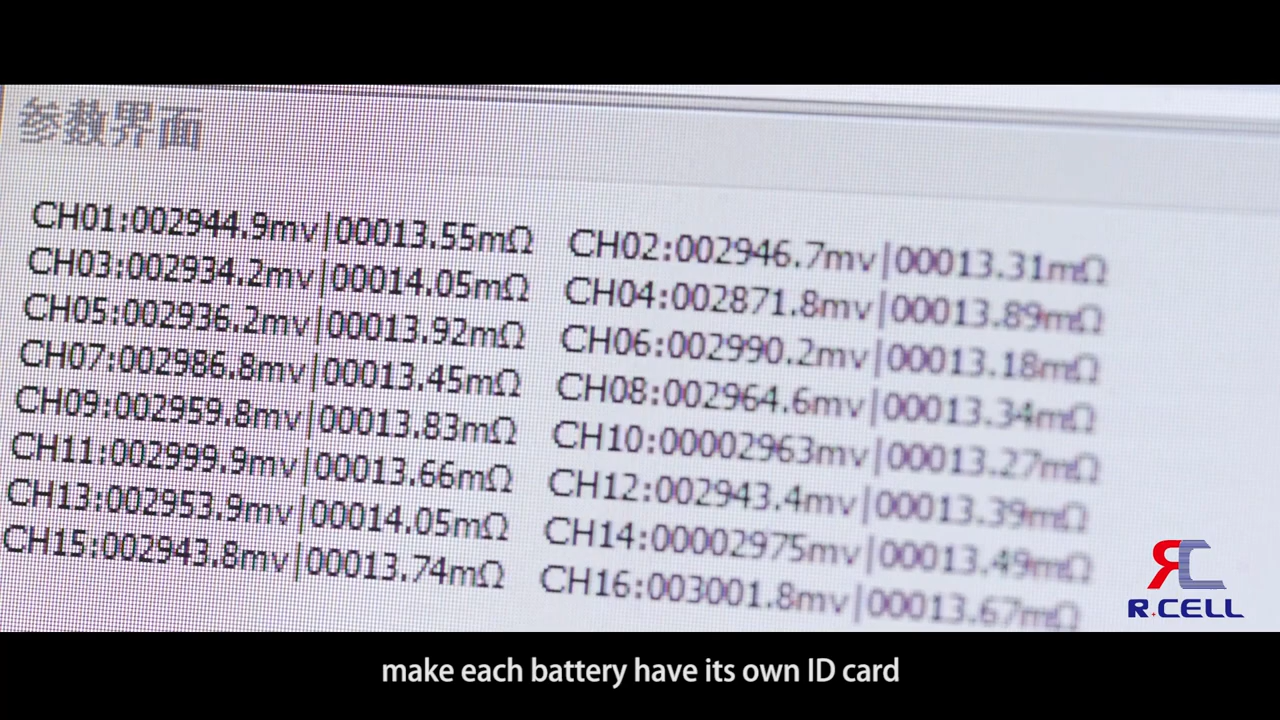 参数界面
CH01:002944.9mv|00013.55mΩ CH02:002946.7mv|00013.31mΩ
CH03:002934.2mv|00014.05mΩ CH04:002871.8mv|00013.89mΩ
CH05:002936.2mv|00013.92mΩ CH06:002990.2mv|00013.18mΩ
CH07:002986.8mv|00013.45mΩ CH08:002964.6mv|00013.34mΩ
CH09:002959.8mv|00013.83mΩ CH10:00002963mv|00013.27mΩ
CH11:002999.9mv|00013.66mΩ CH12:002943.4mv|00013.39mΩ
CH13:002953.9mv|00014.05mΩ CH14:00002975mv|00013.49mΩ
CH15:002943.8mv|00013.74mΩ CH16:003001.8mv|00013.67mΩ
RC
R·CELL
make each battery have its own ID card